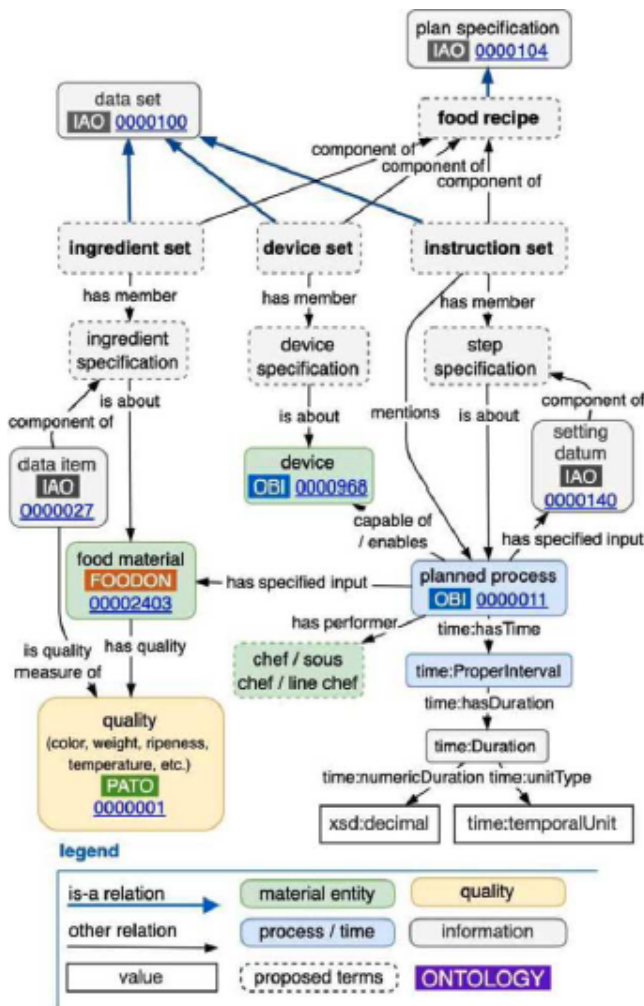 plan specification
IAO 0000104
data set
IAO 0000100
food recipe
component of
component of
component of
ingredient set
device set
instruction set
has member
has member
has member
ingredient
specification
device
specification
step
specification
is about
is about
mentions
is about
component of
component of
data item
IAO
0000027
device
OBI 0000968
setting
datum
IAO
0000140
capable of
/ enables
has specified input
food material
FOODON
00002403
has specified input
planned process
OBI 0000011
has performer
time:hasTime
is quality
measure of
has quality
chef / sous
chef / line chef
time:ProperInterval
time:hasDuration
quality
(color, weight, ripeness,
temperature, etc.)
PATO
0000001
time:Duration
time:numericDuration time:unitType
xsd:decimal
time:temporalUnit
legend
is-a relation
material entity
quality
other relation
process / time
information
value
proposed terms
ONTOLOGY